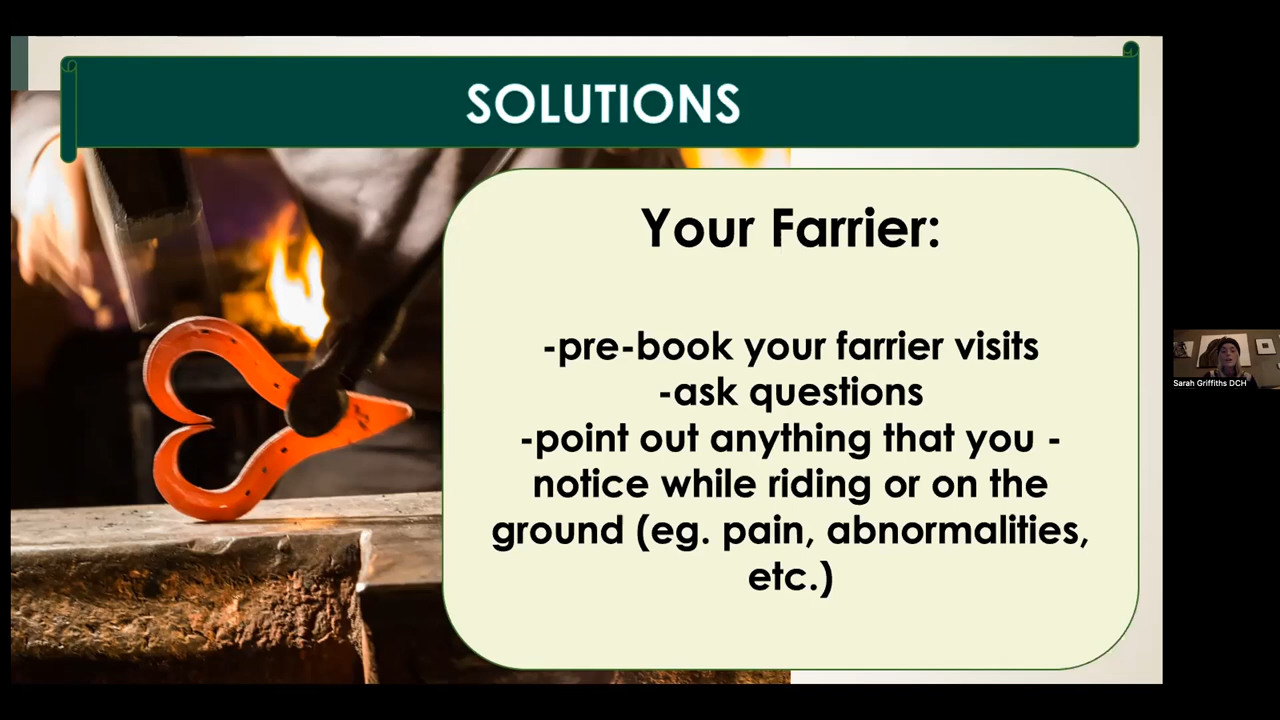 SOLUTIONS
Your Farrier:
-pre-book your farrier visits
-ask questions
-point out anything that you -
notice while riding or on the
ground (eg. pain, abnormalities,
etc.)
Sarah Griffiths DCH